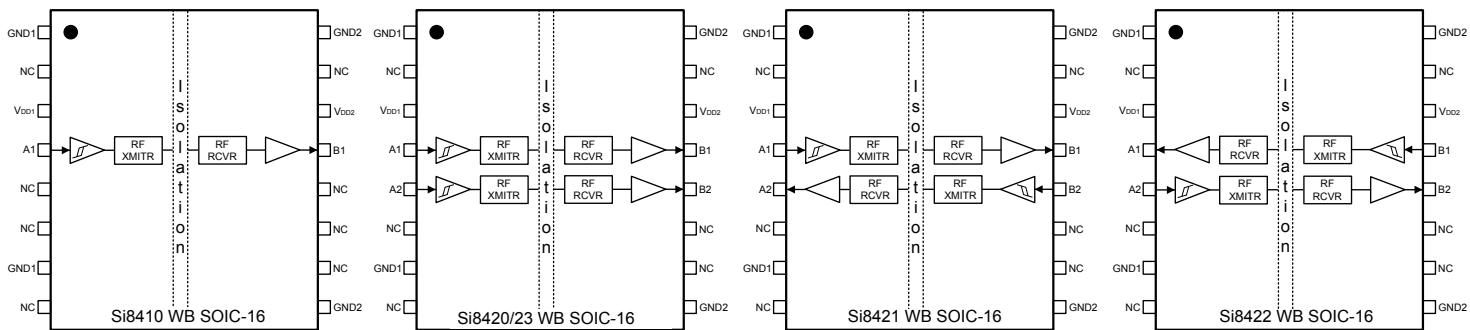 GND1
NC
VDD1
A1
NC
NC
GND1
NC
RF
XMITR
Isolation
RF
RCVR
GND2
NC
VDD2
B1
NC
NC
NC
GND2
Si8410 WB SOIC-16
GND1
NC
VDD1
A1
A2
NC
GND1
NC
RF
XMITR
RF
XMITR
Isolation
RF
RCVR
RF
RCVR
GND2
NC
VDD2
B1
B2
NC
NC
GND2
Si8420/23 WB SOIC-16
GND1
NC
VDD1
A1
A2
NC
GND1
NC
RF
XMITR
RF
RCVR
Isolation
RF
RCVR
RF
XMITR
GND2
NC
VDD2
B1
B2
NC
NC
GND2
Si8421 WB SOIC-16
GND1
NC
VDD1
A1
A2
NC
GND1
NC
RF
RCVR
RF
XMITR
Isolation
RF
XMITR
RF
RCVR
GND2
NC
VDD2
B1
B2
NC
NC
GND2
Si8422 WB SOIC-16